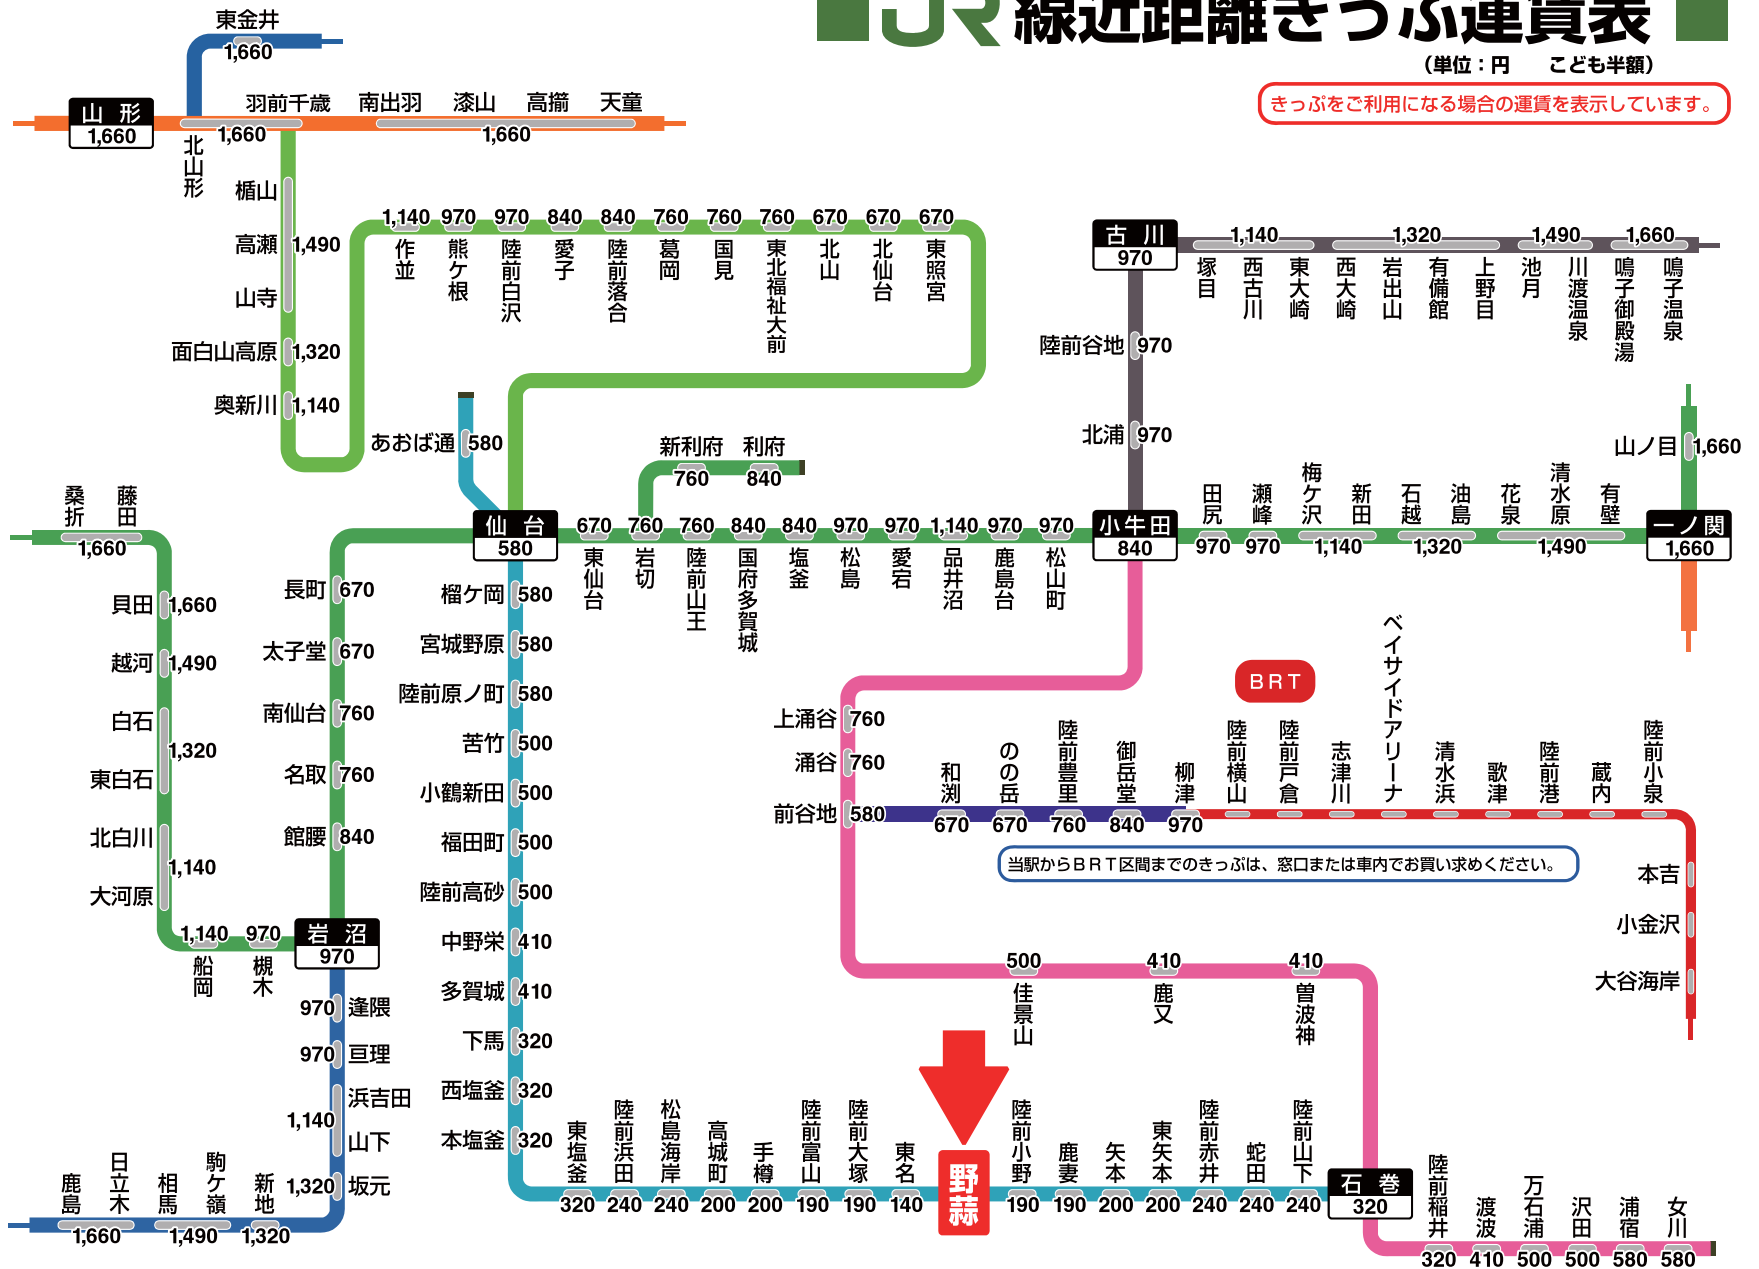 JR線近距離きっぷ運賃表
(単位：円　こども半額)
きっぷをご利用になる場合の運賃を表示しています。
東金井
1,660
山形
1,660
北山形
羽前千歳
1,660
南出羽
漆山
高擶
天童
1,660
楯山
高瀬
1,490
山寺
面白山高原
1,320
奥新川
1,140
1,140
作並
970
熊ケ根
970
陸前白沢
840
愛子
840
陸前落合
760
葛岡
760
国見
760
東北福祉大前
670
北山
670
北仙台
670
東照宮
古川
970
1,140
塚目
西古川
東大崎
1,320
西大崎
岩出山
有備館
上野目
1,490
池月
川渡温泉
1,660
鳴子御殿湯
鳴子温泉
陸前谷地
970
北浦
970
あおば通
580
新利府
760
利府
840
山ノ目
1,660
桑折
藤田
1,660
仙台
580
670
東仙台
760
岩切
760
陸前山王
840
国府多賀城
840
塩釜
970
松島
970
愛宕
1,140
品井沼
970
鹿島台
970
松山町
小牛田
840
田尻
970
瀬峰
970
梅ケ沢
新田
1,140
石越
油島
1,320
花泉
清水原
有壁
1,490
一ノ関
1,660
貝田
1,660
越河
1,490
白石
1,320
東白石
北白川
1,140
大河原
1,140
船岡
970
槻木
長町
670
太子堂
670
南仙台
760
名取
760
館腰
840
岩沼
970
970
逢隈
970
亘理
浜吉田
1,140
山下
1,320
坂元
鹿島
日立木
1,660
相馬
駒ケ嶺
1,490
新地
1,320
榴ケ岡
580
宮城野原
580
陸前原ノ町
580
苦竹
500
小鶴新田
500
福田町
500
陸前高砂
500
中野栄
410
多賀城
410
下馬
320
西塩釜
320
本塩釜
320
上涌谷
760
涌谷
760
前谷地
580
和渕
670
のの岳
670
陸前豊里
760
御岳堂
840
柳津
970
BRT
陸前横山
陸前戸倉
志津川
ベイサイドアリーナ
清水浜
歌津
陸前港
蔵内
陸前小泉
本吉
小金沢
大谷海岸
当駅からBRT区間までのきっぷは、窓口または車内でお買い求めください。
500
佳景山
410
鹿又
410
曽波神
東塩釜
320
陸前浜田
240
松島海岸
240
高城町
200
手樽
200
陸前富山
190
陸前大塚
190
東名
140
野蒜
陸前小野
190
鹿妻
190
矢本
200
東矢本
200
陸前赤井
240
蛇田
240
陸前山下
240
石巻
320
陸前稲井
320
渡波
410
万石浦
500
沢田
500
浦宿
580
女川
580